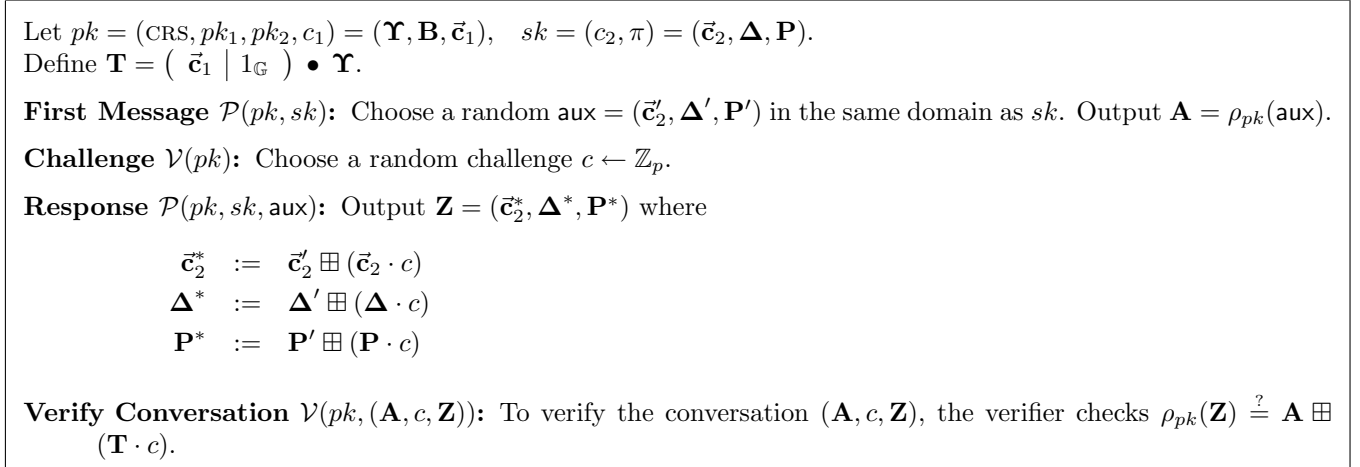 Let pk = (CRS, pk₁, pk₂, c₁) = (𝚼, 𝐁, 𝐜⃗₁), sk = (c₂, π) = (𝐜⃗₂, 𝚫, 𝐏).
Define 𝐓 = ( 𝐜⃗₁ | 1_𝔾 ) • 𝚼.
First Message 𝒫(pk, sk): Choose a random aux = (𝐜⃗′₂, 𝚫′, 𝐏′) in the same domain as sk. Output 𝐀 = ρ_pk(aux).
Challenge 𝒱(pk): Choose a random challenge c ← ℤ_p.
Response 𝒫(pk, sk, aux): Output 𝐙 = (𝐜⃗*₂, 𝚫*, 𝐏*) where
𝐜⃗*₂ := 𝐜⃗′₂ ⊞ (𝐜⃗₂ · c)
𝚫* := 𝚫′ ⊞ (𝚫 · c)
𝐏* := 𝐏′ ⊞ (𝐏 · c)
Verify Conversation 𝒱(pk, (𝐀, c, 𝐙)): To verify the conversation (𝐀, c, 𝐙), the verifier checks ρ_pk(𝐙) ≟ 𝐀 ⊞
(𝐓 · c).